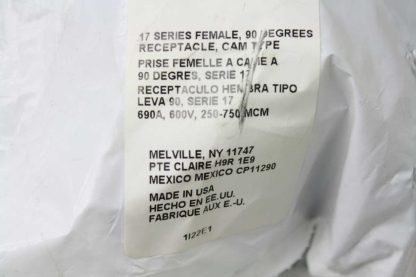 17 SERIES FEMALE, 90 DEGREES
RECEPTACLE, CAM TYPE
PRISE FEMELLE A CAME A
90 DEGRES, SERIE 17
RECEPTACULO HEMBRA TIPO
LEVA 90, SERIE 17
690A, 600V, 250-750 MCM
MELVILLE, NY 11747
PTE CLAIRE H9R 1E9
MEXICO MEXICO CP11290
MADE IN USA
HECHO EN EE.UU.
FABRIQUE AUX E.-U.
1I22E1